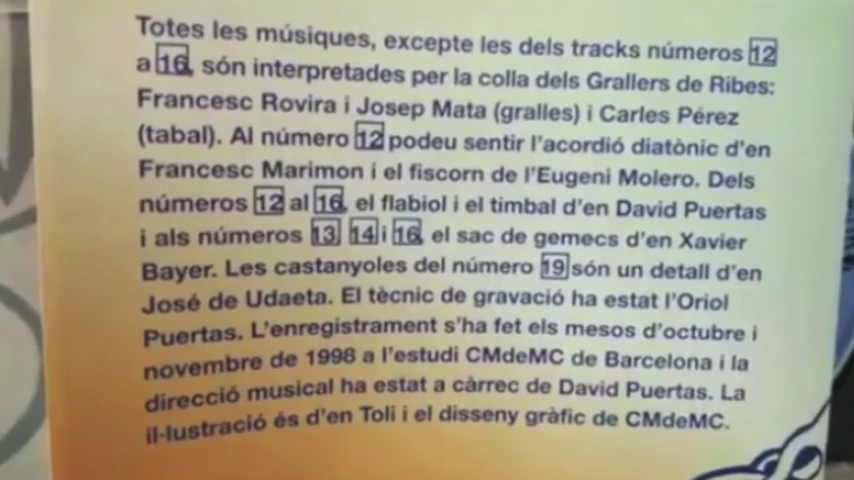 Totes les músiques, excepte les dels tracks números 12
a 16, són interpretades per la colla dels Grallers de Ribes:
Francesc Rovira i Josep Mata (gralles) i Carles Pérez
(tabal). Al número 12 podeu sentir l'acordió diatònic d'en
Francesc Marimon i el fiscorn de l'Eugeni Molero. Dels
números 12 al 16, el flabiol i el timbal d'en David Puertas
i als números 13, 14 i 16, el sac de gemecs d'en Xavier
Bayer. Les castanyoles del número 19 són un detall d'en
José de Udaeta. El tècnic de gravació ha estat l'Oriol
Puertas. L'enregistrament s'ha fet els mesos d'octubre i
novembre de 1998 a l'estudi CMdeMC de Barcelona i la
direcció musical ha estat a càrrec de David Puertas. La
il·lustració és d'en Toli i el disseny gràfic de CMdeMC.